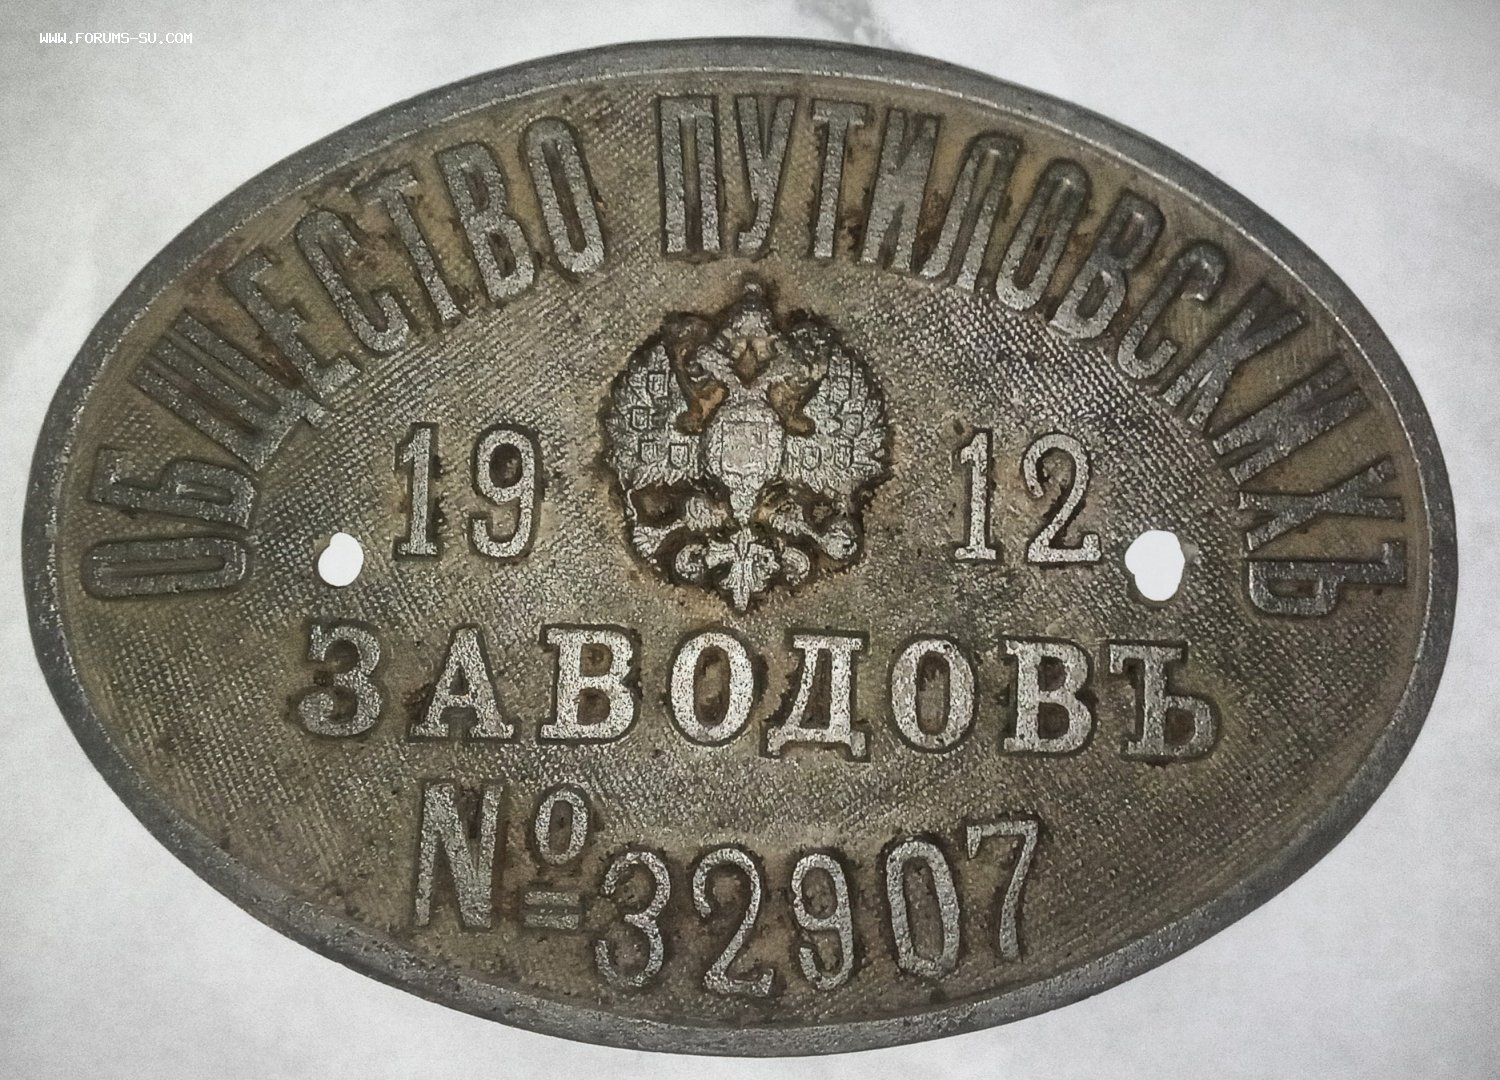 WWW.FORUMS-SU.COM
ОБЩЕСТВО ПУТИЛОВСКИХЪ
19 12
ЗАВОДОВЪ
№ 32907